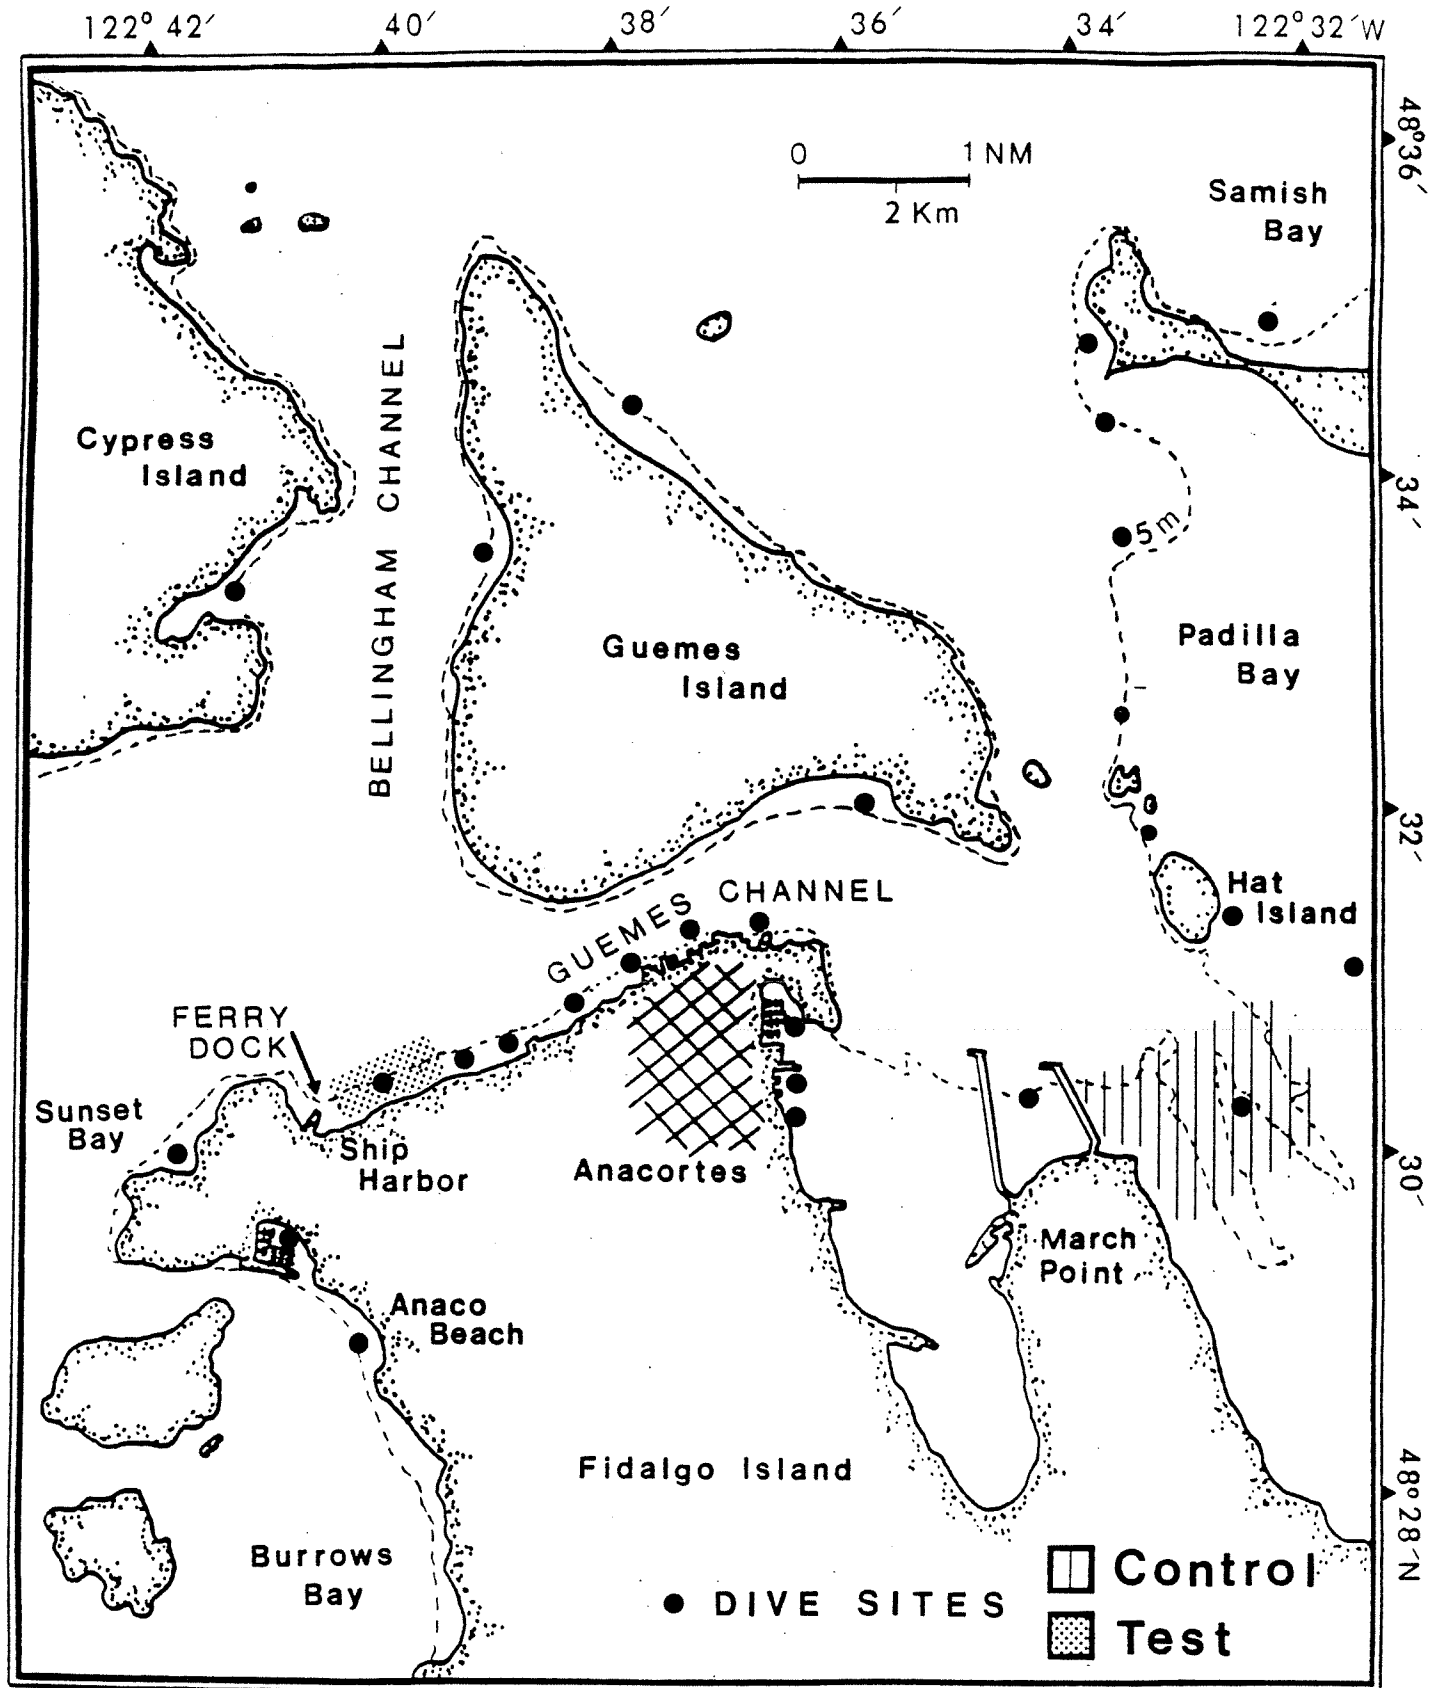 122° 42′ 40′ 38′ 36′ 34′ 122° 32′ W
48°36′
0 1 NM
2 Km
Samish
Bay
BELLINGHAM CHANNEL
Cypress
Island
34′
5 m
Guemes
Island
Padilla
Bay
32′
Hat
Island
GUEMES CHANNEL
FERRY
DOCK
Sunset
Bay
Ship
Harbor
Anacortes
30′
March
Point
Anaco
Beach
Fidalgo Island
48° 28′ N
Burrows
Bay
DIVE SITES
Control
Test